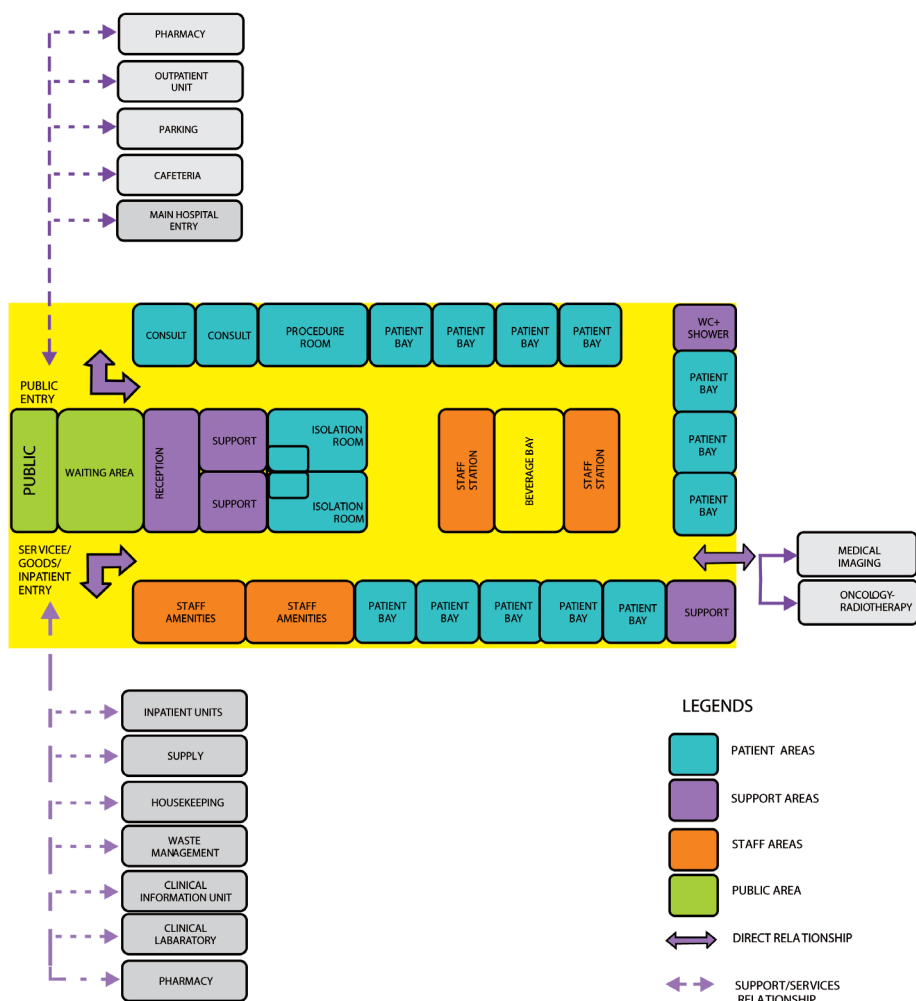 PHARMACY
OUTPATIENT
UNIT
PARKING
CAFETERIA
MAIN HOSPITAL
ENTRY
CONSULT
CONSULT
PROCEDURE
ROOM
PATIENT
BAY
PATIENT
BAY
PATIENT
BAY
PATIENT
BAY
WC+
SHOWER
PATIENT
BAY
PATIENT
BAY
PATIENT
BAY
PUBLIC
ENTRY
PUBLIC
WAITING AREA
RECEPTION
SUPPORT
SUPPORT
ISOLATION
ROOM
ISOLATION
ROOM
STAFF
STATION
BEVERAGE BAY
STAFF
STATION
SERVICEE/
GOODS/
INPATIENT
ENTRY
STAFF
AMENITIES
STAFF
AMENITIES
PATIENT
BAY
PATIENT
BAY
PATIENT
BAY
PATIENT
BAY
PATIENT
BAY
SUPPORT
MEDICAL
IMAGING
ONCOLOGY-
RADIOTHERAPY
INPATIENT UNITS
SUPPLY
HOUSEKEEPING
WASTE
MANAGEMENT
CLINICAL
INFORMATION UNIT
CLINICAL
LABARATORY
PHARMACY
LEGENDS
PATIENT AREAS
SUPPORT AREAS
STAFF AREAS
PUBLIC AREA
DIRECT RELATIONSHIP
SUPPORT/SERVICES
RELATIONSHIP